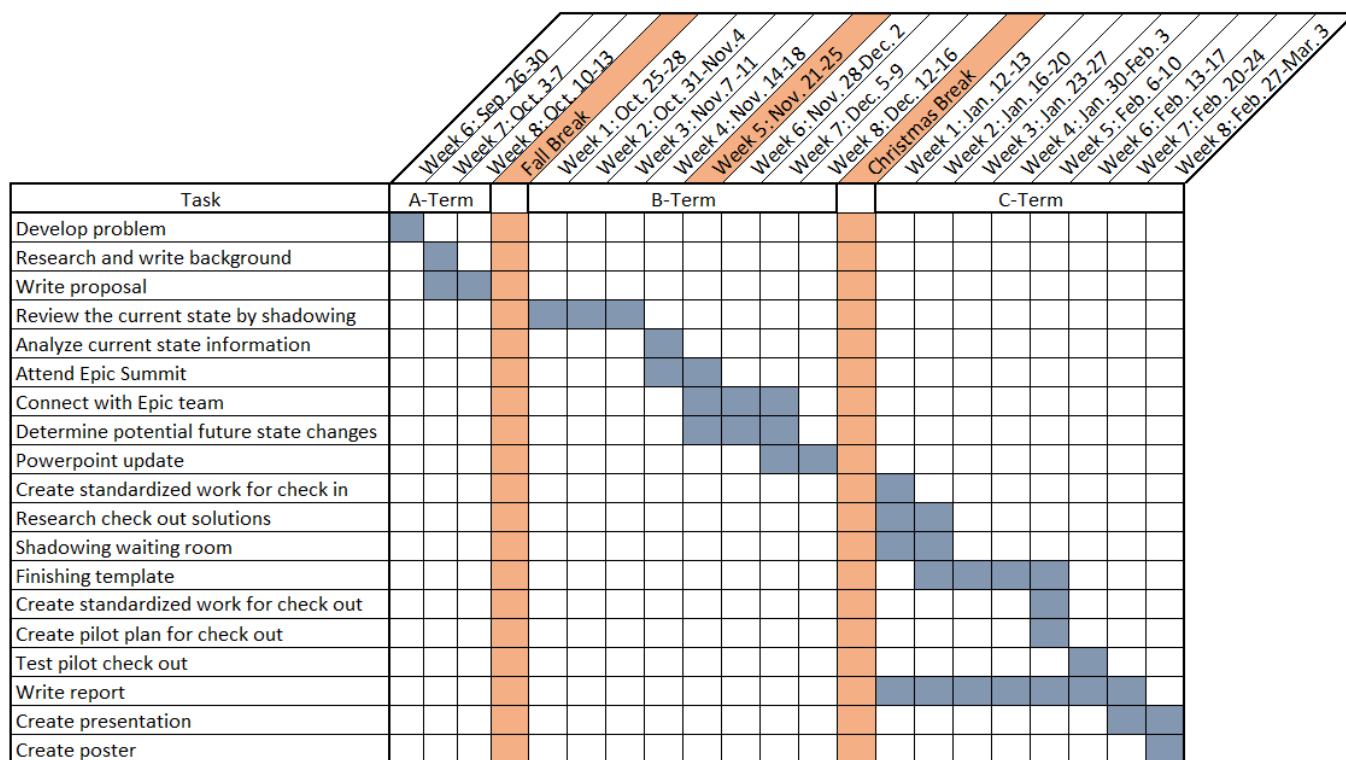 Week 6: Sep. 26-30
Week 7: Oct. 3-7
Week 8: Oct. 10-13
Fall Break
Week 1: Oct. 25-28
Week 2: Oct. 31-Nov.4
Week 3: Nov.7 -11
Week 4: Nov. 14-18
Week 5: Nov. 21-25
Week 6: Nov. 28-Dec. 2
Week 7: Dec. 5-9
Week 8: Dec. 12-16
Christmas Break
Week 1: Jan. 12-13
Week 2: Jan. 16-20
Week 3: Jan. 23-27
Week 4: Jan. 30-Feb. 3
Week 5: Feb. 6-10
Week 6: Feb. 13-17
Week 7: Feb. 20-24
Week 8: Feb. 27-Mar. 3
Task A-Term B-Term C-Term
Develop problem
Research and write background
Write proposal
Review the current state by shadowing
Analyze current state information
Attend Epic Summit
Connect with Epic team
Determine potential future state changes
Powerpoint update
Create standardized work for check in
Research check out solutions
Shadowing waiting room
Finishing template
Create standardized work for check out
Create pilot plan for check out
Test pilot check out
Write report
Create presentation
Create poster